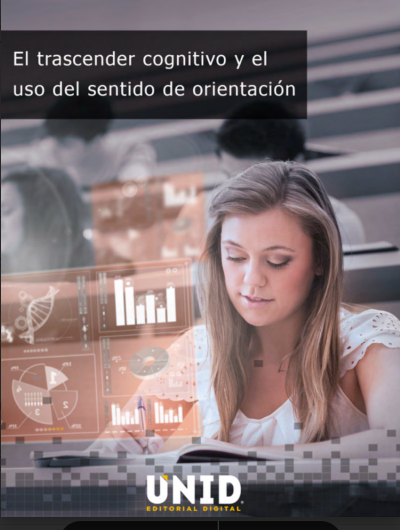 El trascender cognitivo y el
uso del sentido de orientación
UNID
EDITORIAL DIGITAL